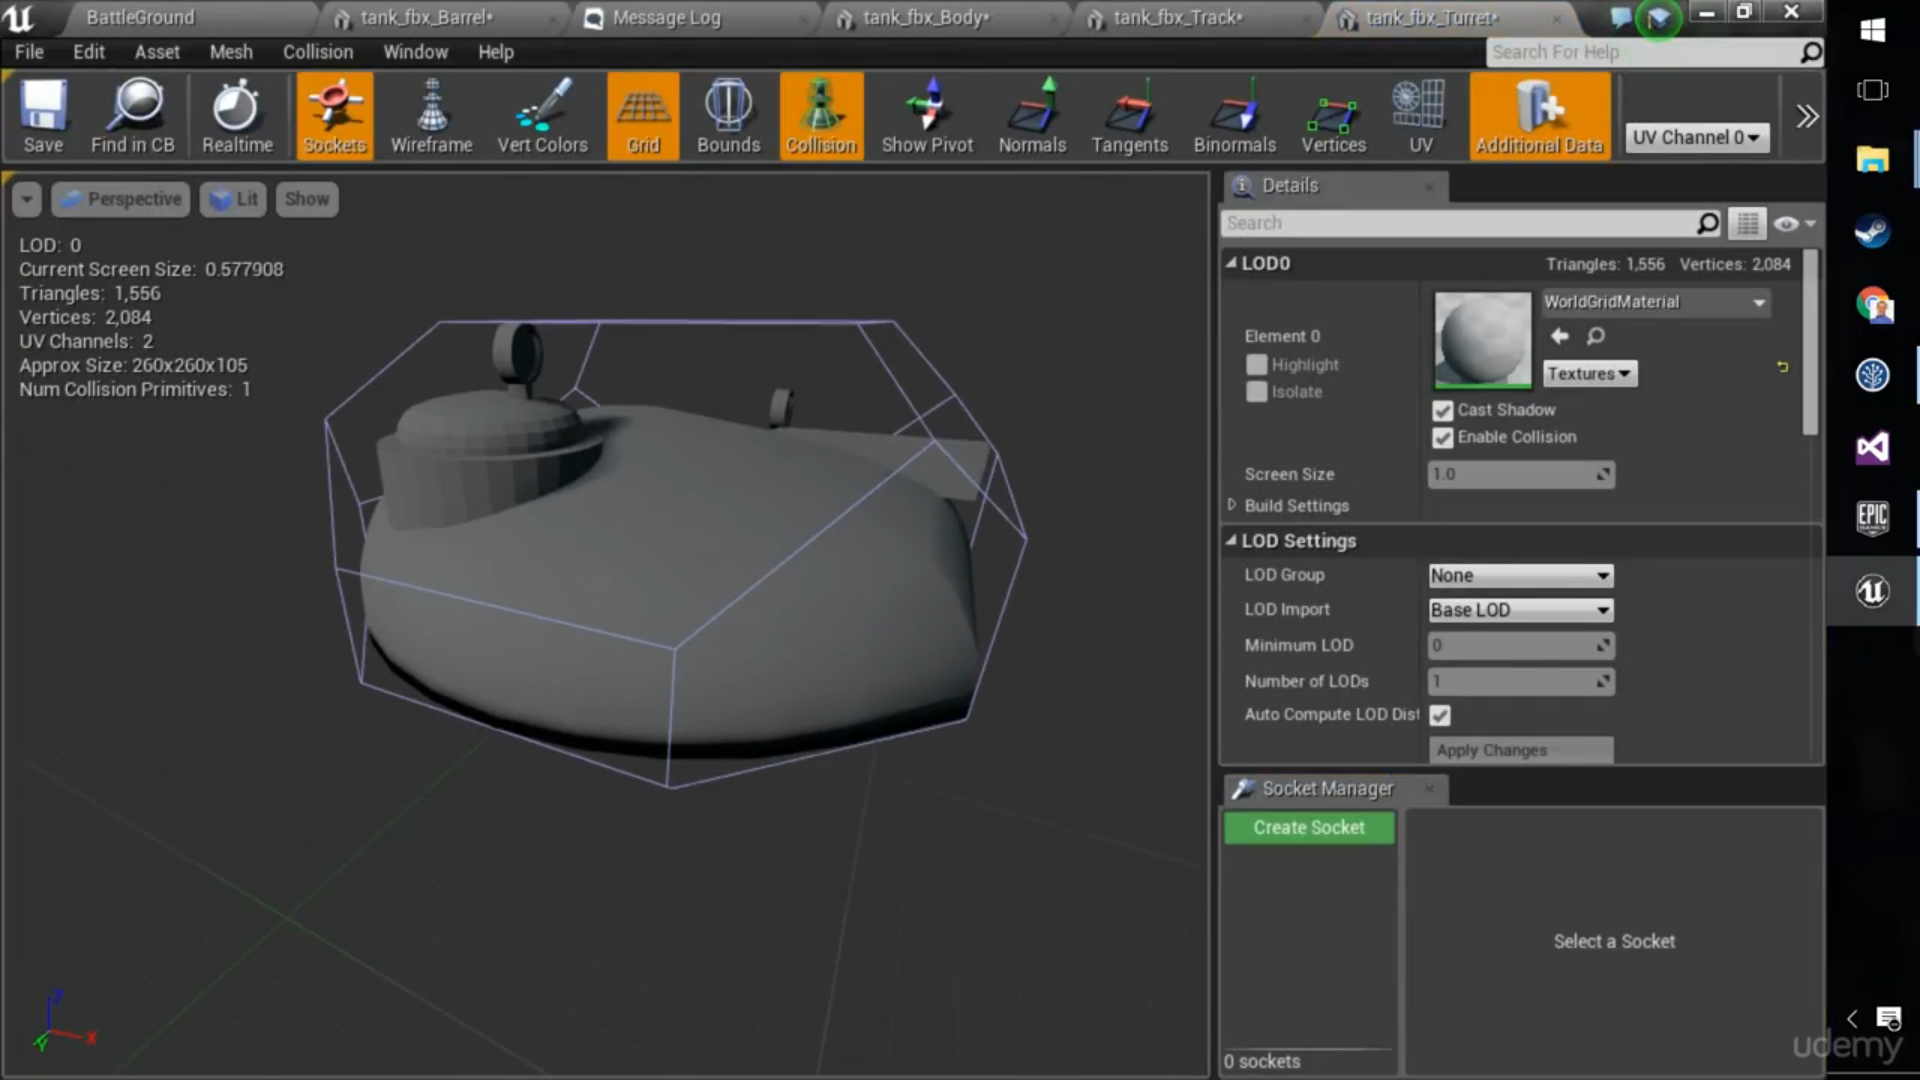 BattleGround
tank_fbx_Barrel*
Message Log
tank_fbx_Body*
tank_fbx_Track*
tank_fbx_Turret*
File Edit Asset Mesh Collision Window Help
Search For Help
Save
Find in CB
Realtime
Sockets
Wireframe
Vert Colors
Grid
Bounds
Collision
Show Pivot
Normals
Tangents
Binormals
Vertices
UV
Additional Data
UV Channel 0
Perspective
Lit
Show
LOD: 0
Current Screen Size: 0.577908
Triangles: 1,556
Vertices: 2,084
UV Channels: 2
Approx Size: 260x260x105
Num Collision Primitives: 1
Z
X
Y
Details
Search
LOD0
Triangles: 1,556 Vertices: 2,084
WorldGridMaterial
Element 0
Highlight
Isolate
Textures
Cast Shadow
Enable Collision
Screen Size 1.0
Build Settings
LOD Settings
LOD Group None
LOD Import Base LOD
Minimum LOD 0
Number of LODs 1
Auto Compute LOD Dist
Apply Changes
Socket Manager
Create Socket
Select a Socket
0 sockets
EPIC
GAMES
udemy